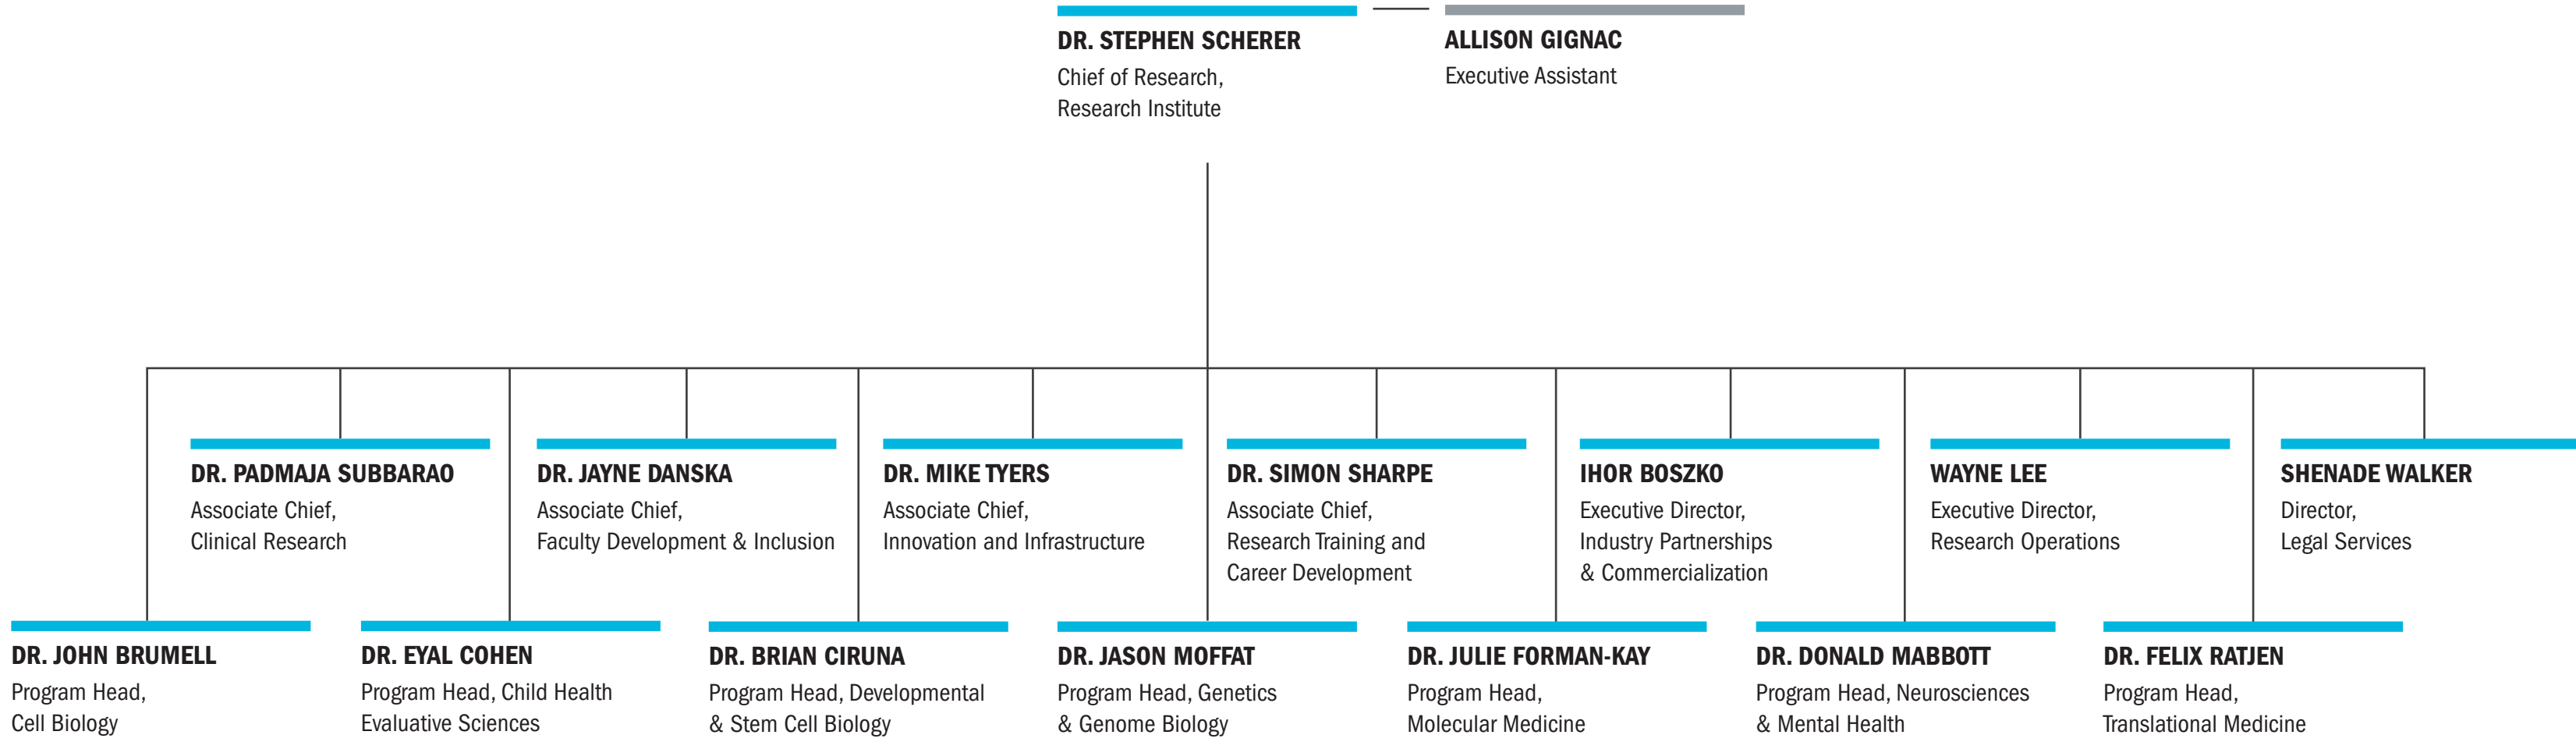 DR. STEPHEN SCHERER
Chief of Research,
Research Institute
ALLISON GIGNAC
Executive Assistant
DR. PADMAJA SUBBARAO
Associate Chief,
Clinical Research
DR. JAYNE DANSKA
Associate Chief,
Faculty Development & Inclusion
DR. MIKE TYERS
Associate Chief,
Innovation and Infrastructure
DR. SIMON SHARPE
Associate Chief,
Research Training and
Career Development
IHOR BOSZKO
Executive Director,
Industry Partnerships
& Commercialization
WAYNE LEE
Executive Director,
Research Operations
SHENADE WALKER
Director,
Legal Services
DR. JOHN BRUMELL
Program Head,
Cell Biology
DR. EYAL COHEN
Program Head, Child Health
Evaluative Sciences
DR. BRIAN CIRUNA
Program Head, Developmental
& Stem Cell Biology
DR. JASON MOFFAT
Program Head, Genetics
& Genome Biology
DR. JULIE FORMAN-KAY
Program Head,
Molecular Medicine
DR. DONALD MABBOTT
Program Head, Neurosciences
& Mental Health
DR. FELIX RATJEN
Program Head,
Translational Medicine